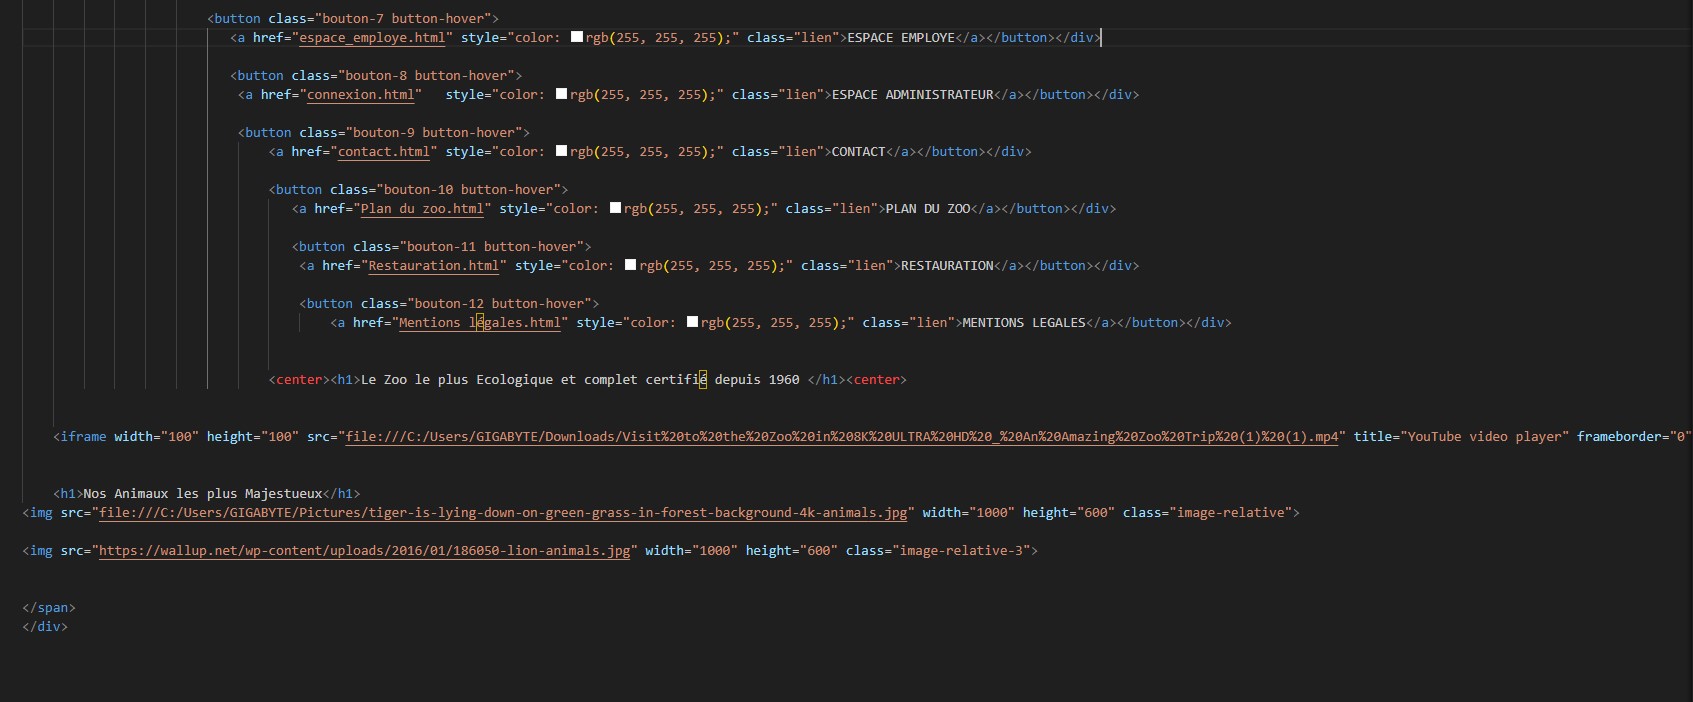 <button class="bouton-7 button-hover">
<a href="espace_employe.html" style="color: rgb(255, 255, 255);" class="lien">ESPACE EMPLOYE</a></button></div>
<button class="bouton-8 button-hover">
<a href="connexion.html"   style="color: rgb(255, 255, 255);" class="lien">ESPACE ADMINISTRATEUR</a></button></div>
<button class="bouton-9 button-hover">
<a href="contact.html" style="color: rgb(255, 255, 255);" class="lien">CONTACT</a></button></div>
<button class="bouton-10 button-hover">
<a href="Plan du zoo.html" style="color: rgb(255, 255, 255);" class="lien">PLAN DU ZOO</a></button></div>
<button class="bouton-11 button-hover">
<a href="Restauration.html" style="color: rgb(255, 255, 255);" class="lien">RESTAURATION</a></button></div>
<button class="bouton-12 button-hover">
<a href="Mentions légales.html" style="color: rgb(255, 255, 255);" class="lien">MENTIONS LEGALES</a></button></div>
<center><h1>Le Zoo le plus Ecologique et complet certifié depuis 1960 </h1><center>
<iframe width="100" height="100" src="file:///C:/Users/GIGABYTE/Downloads/Visit%20to%20the%20Zoo%20in%208K%20ULTRA%20HD%20_%20An%20Amazing%20Zoo%20Trip%20(1)%20(1).mp4" title="YouTube video player" frameborder="0"
<h1>Nos Animaux les plus Majestueux</h1>
<img src="file:///C:/Users/GIGABYTE/Pictures/tiger-is-lying-down-on-green-grass-in-forest-background-4k-animals.jpg" width="1000" height="600" class="image-relative">
<img src="https://wallup.net/wp-content/uploads/2016/01/186050-lion-animals.jpg" width="1000" height="600" class="image-relative-3">
</span>
</div>